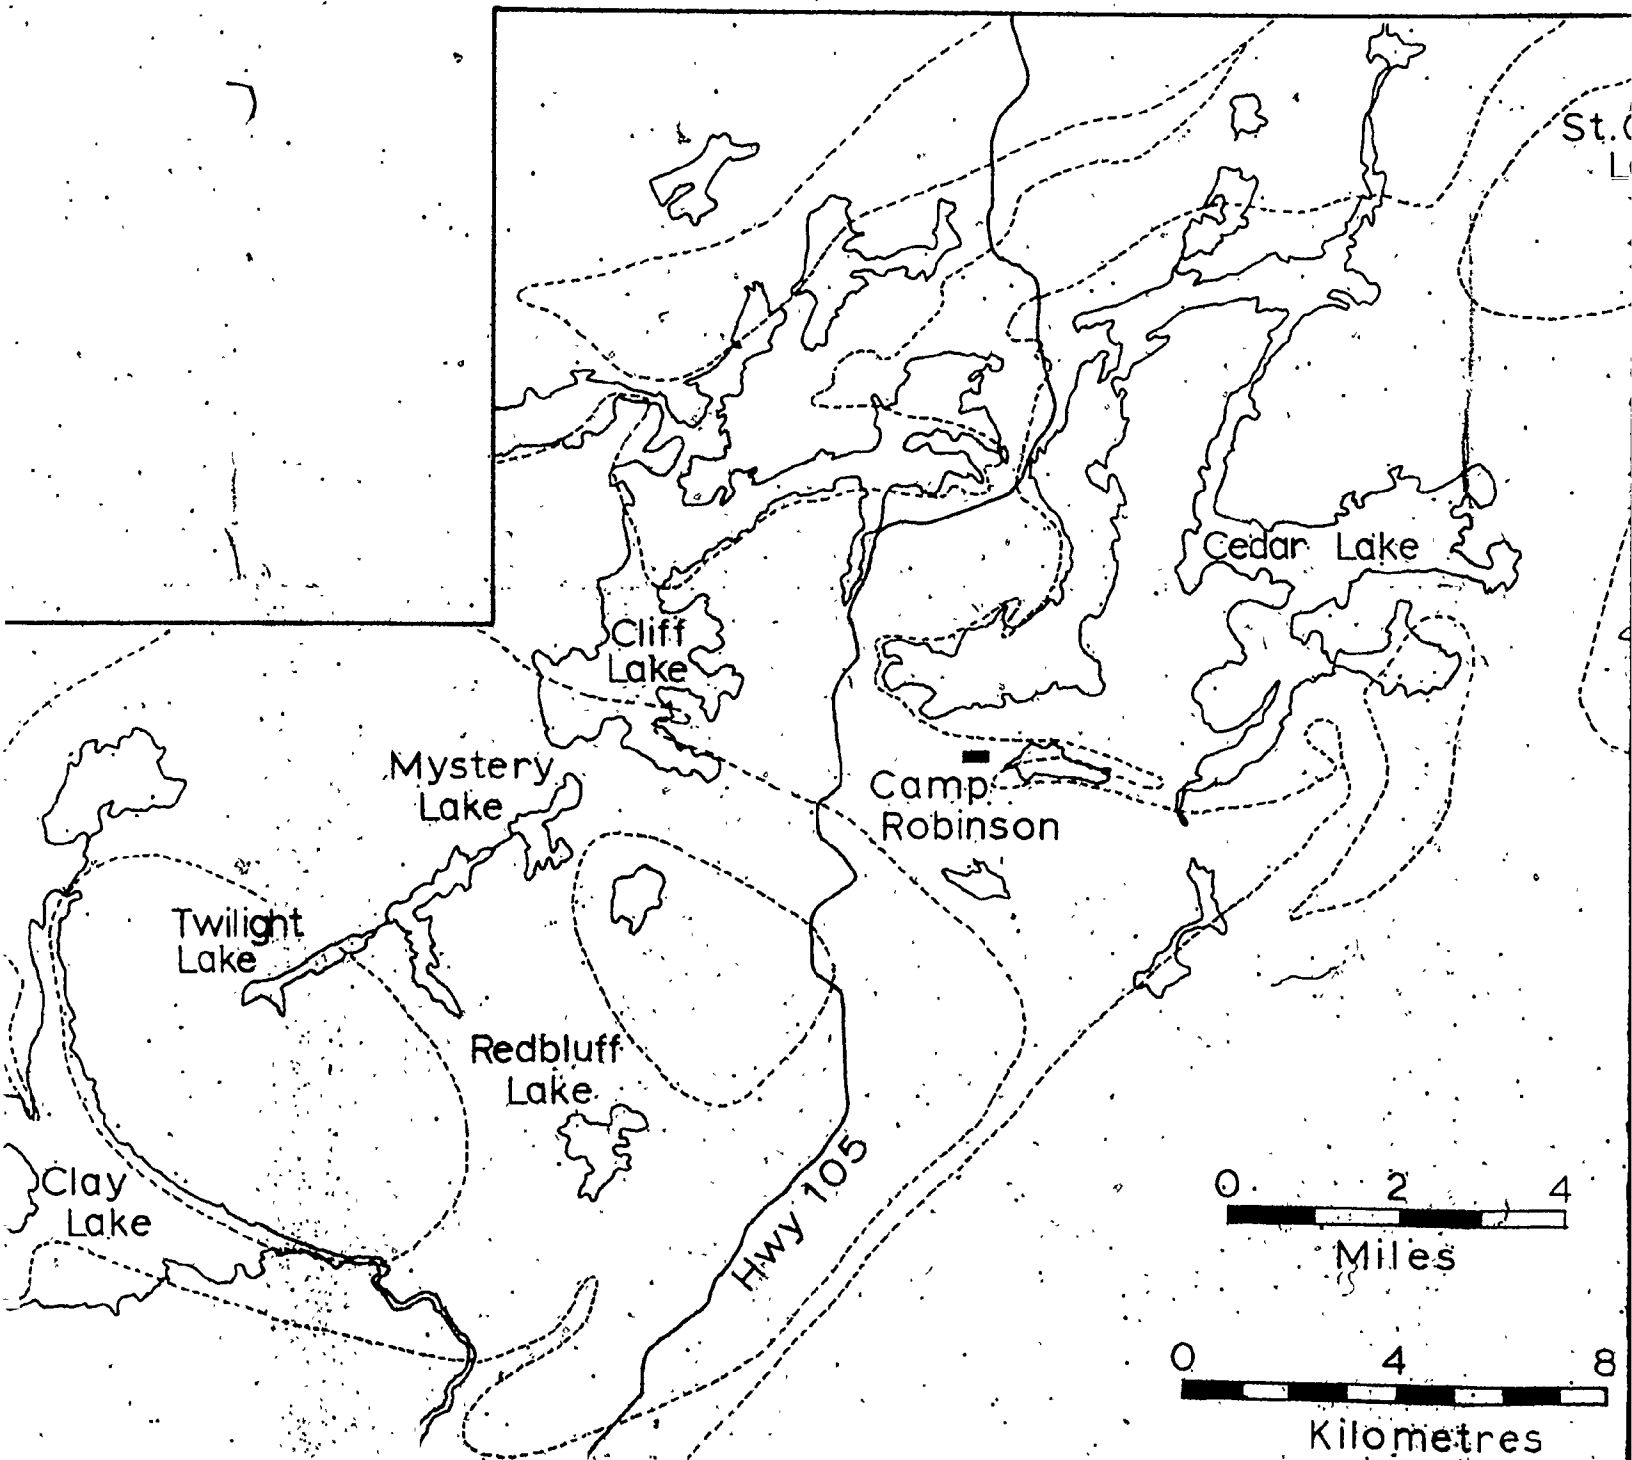 St.
Cedar Lake
Cliff
Lake
Mystery
Lake
Camp
Robinson
Twilight
Lake
Redbluff
Lake
Clay
Lake
Hwy 105
0 2 4
Miles
0 4 8
Kilometres